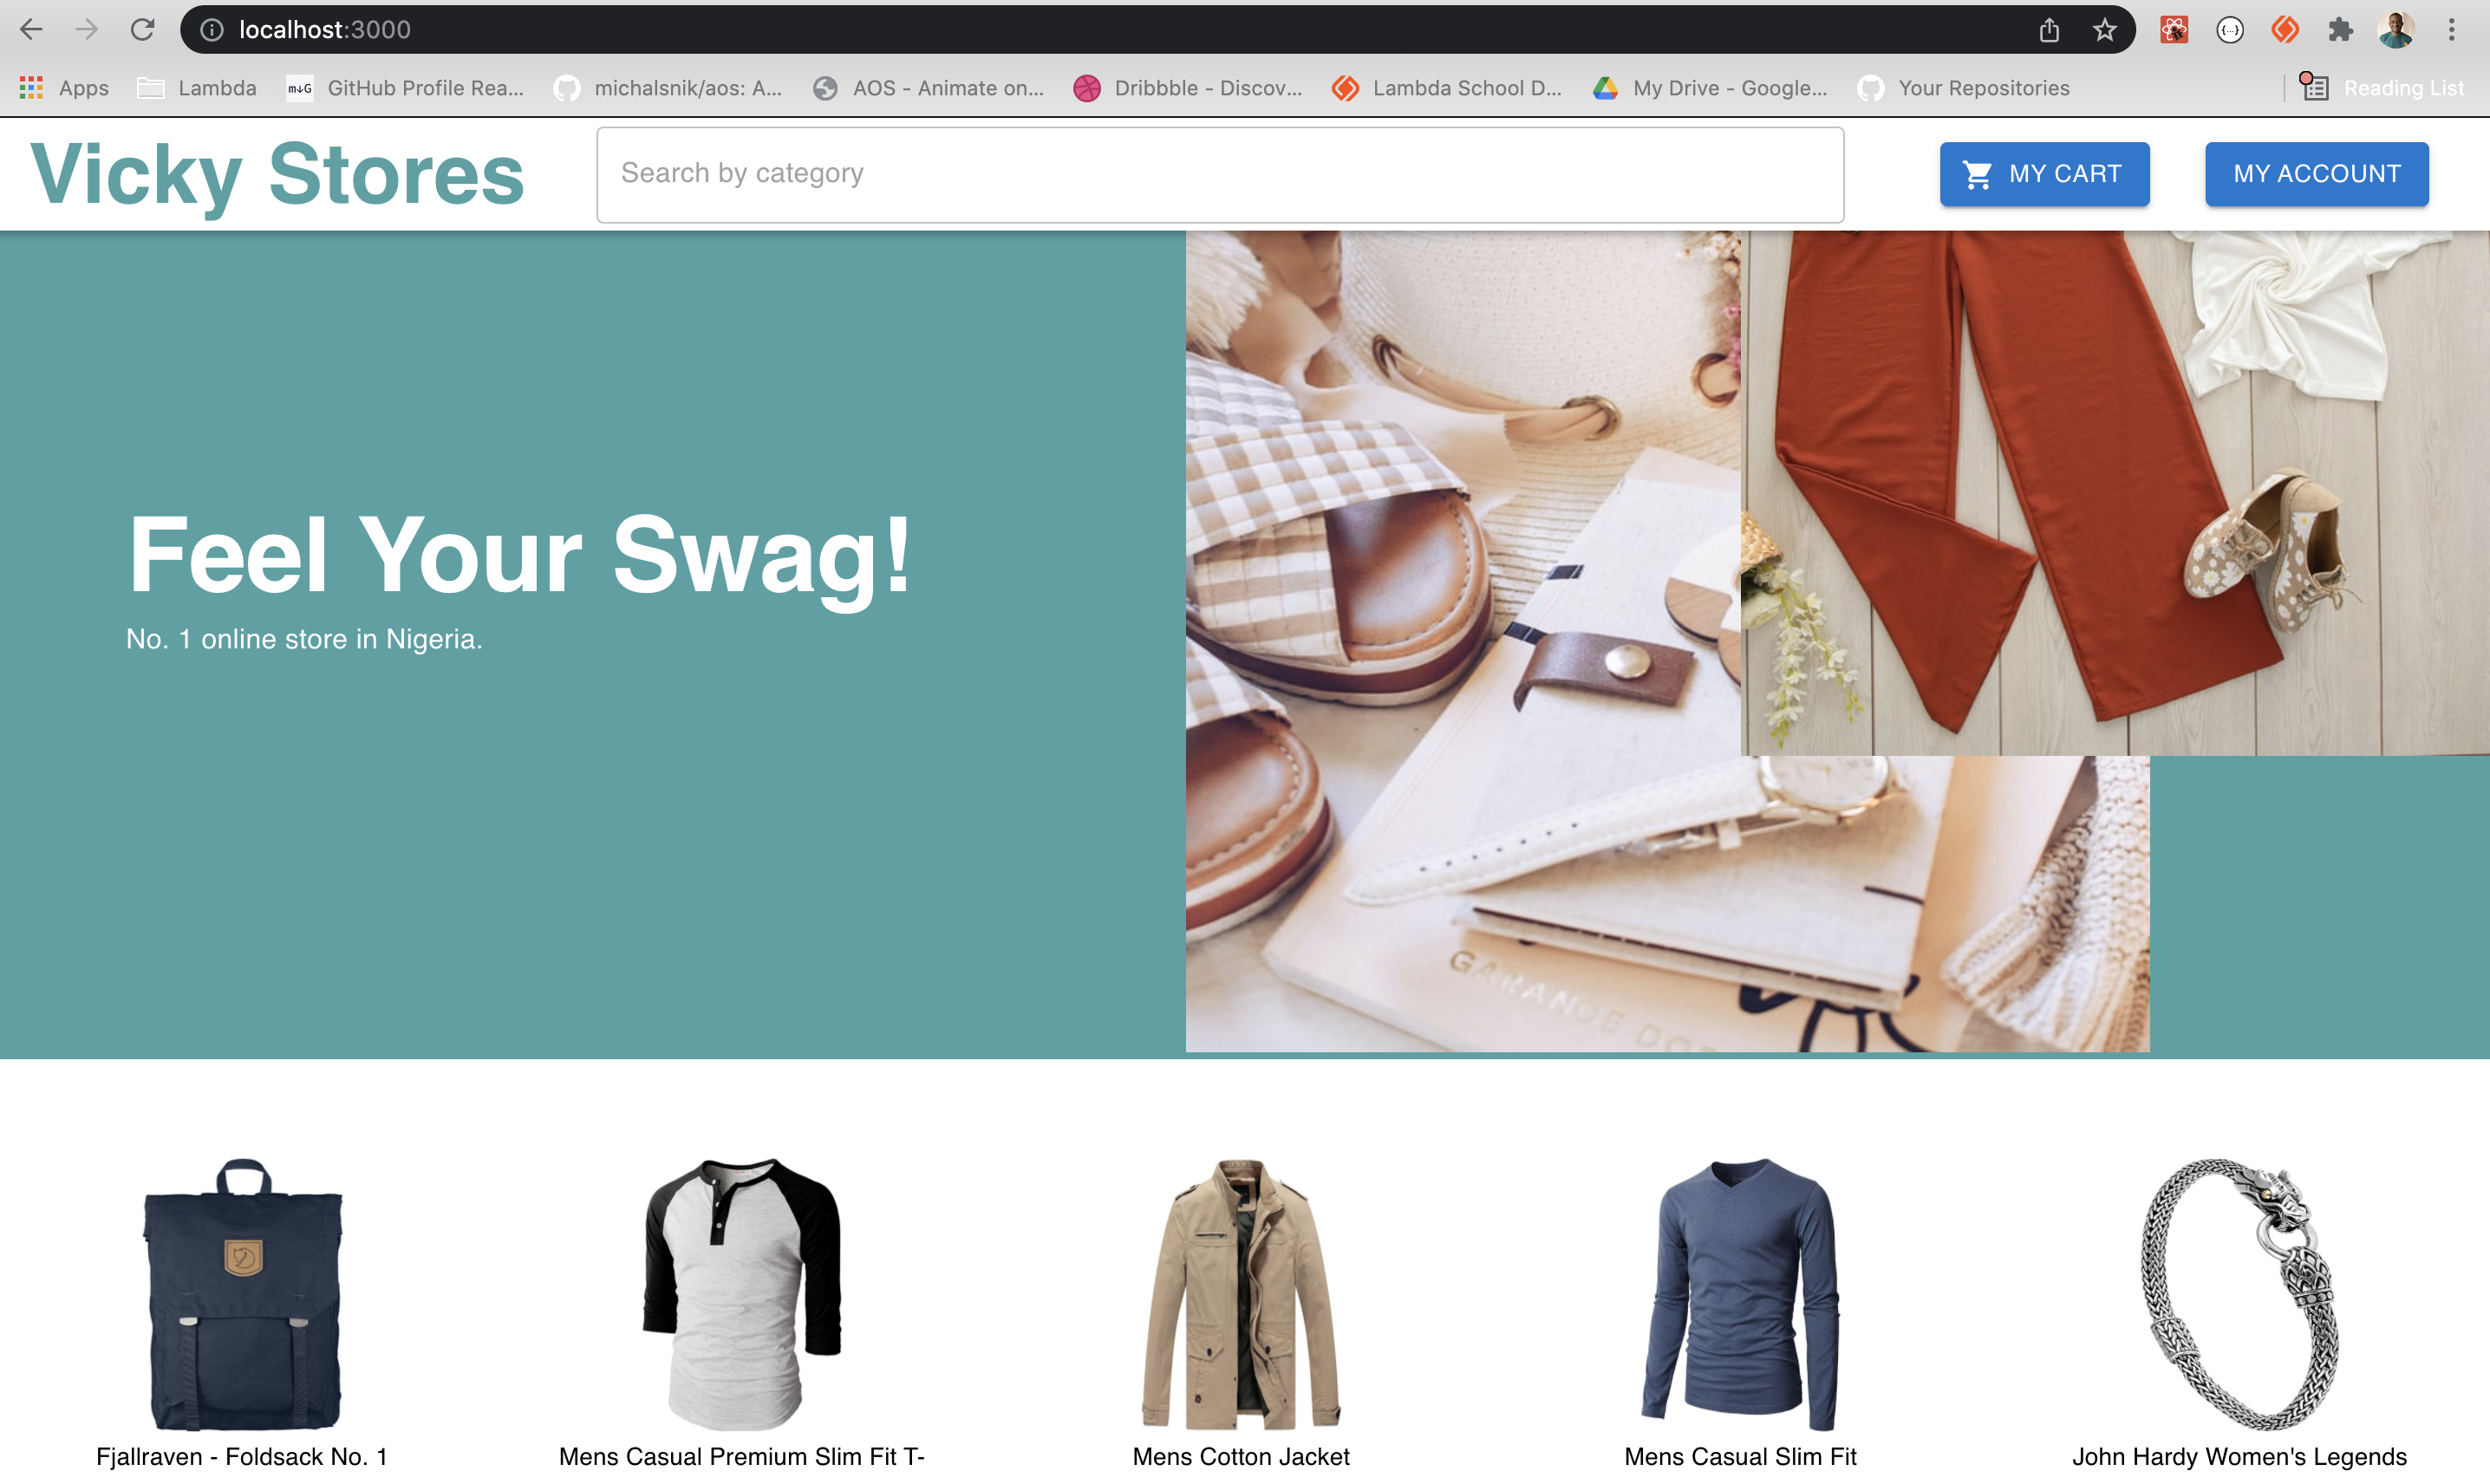 localhost:3000
Apps
Lambda
M↓G
GitHub Profile Rea...
michalsnik/aos: A...
AOS - Animate on...
Dribbble - Discov...
Lambda School D...
My Drive - Google...
Your Repositories
Reading List
Vicky Stores
Search by category
MY CART
MY ACCOUNT
Feel Your Swag!
No. 1 online store in Nigeria.
GARANCE DO
Fjallraven - Foldsack No. 1
Mens Casual Premium Slim Fit T-
Mens Cotton Jacket
Mens Casual Slim Fit
John Hardy Women's Legends